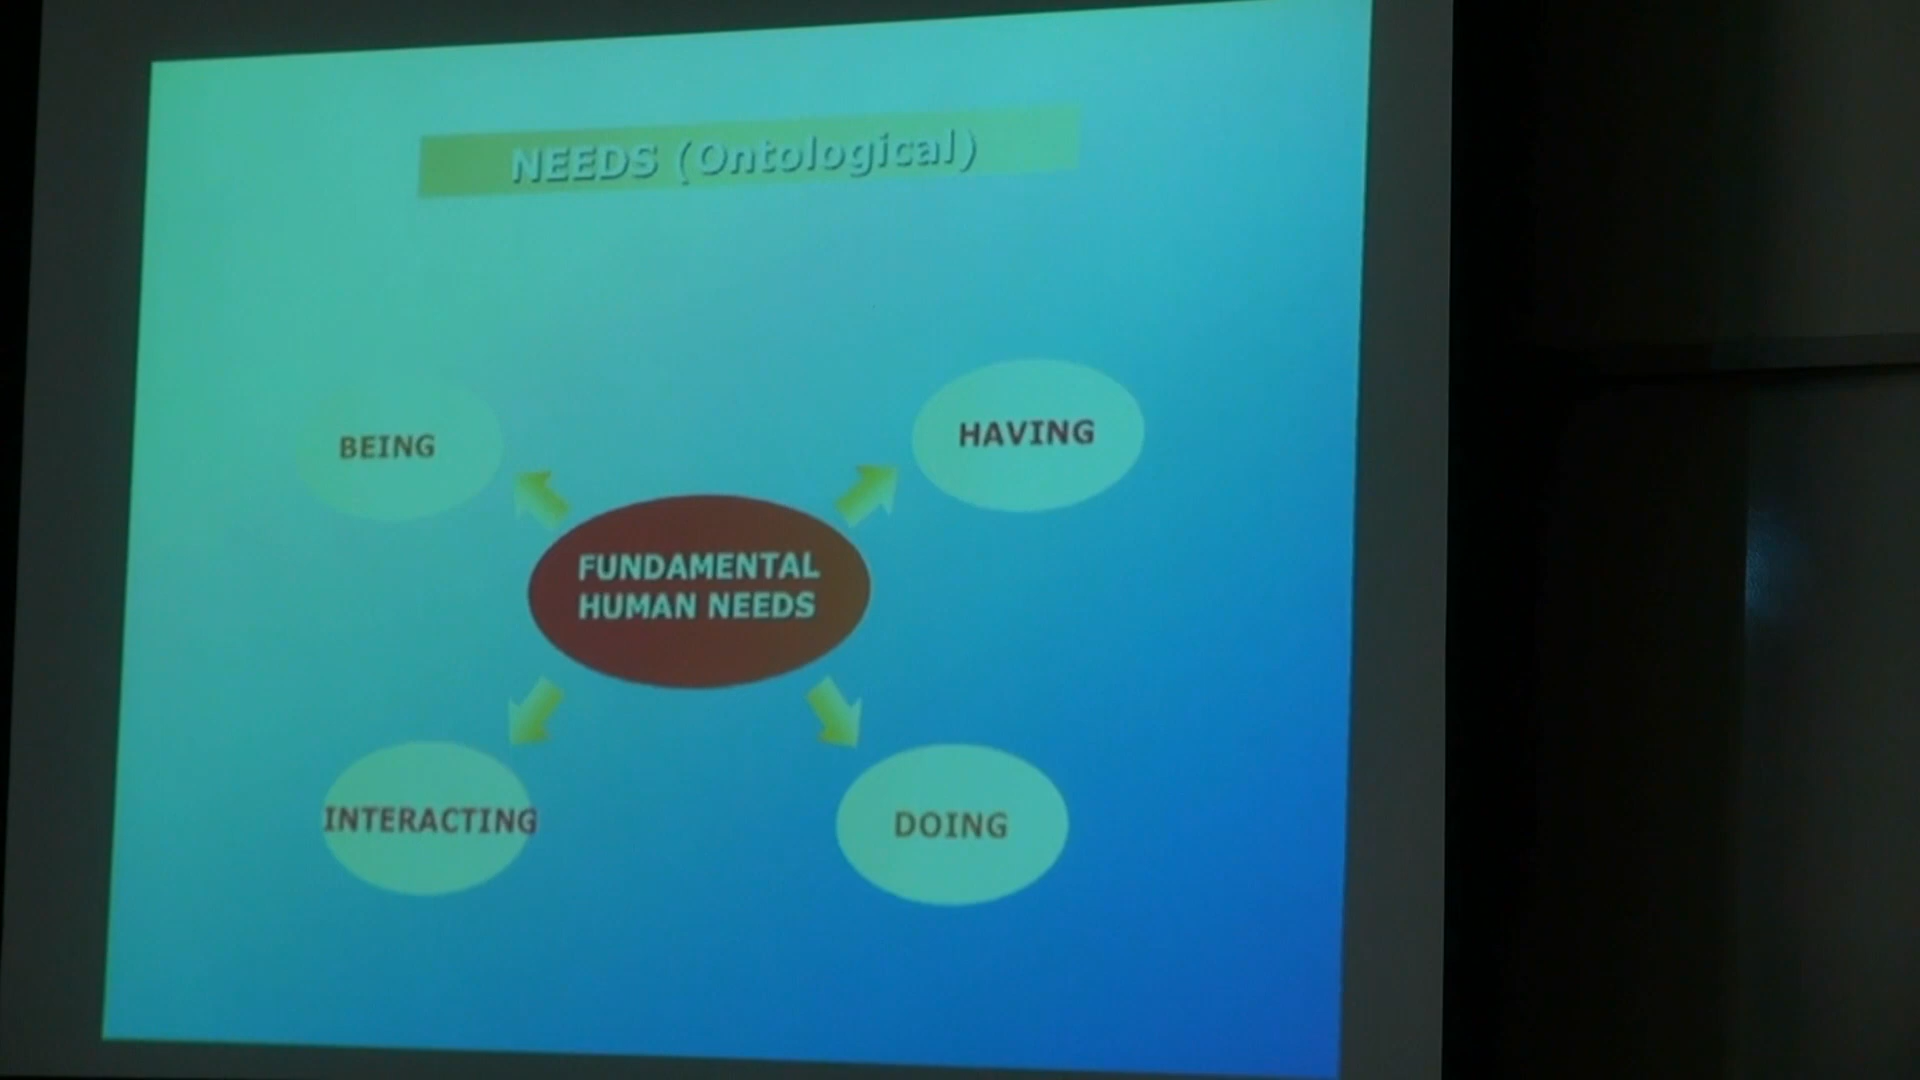 NEEDS (Ontological)
BEING
HAVING
FUNDAMENTAL
HUMAN NEEDS
INTERACTING
DOING